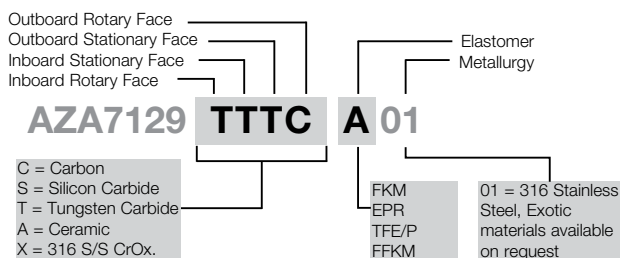 Outboard Rotary Face
Outboard Stationary Face
Inboard Stationary Face
Inboard Rotary Face
Elastomer
Metallurgy
AZA7129 TTTC A 01
C = Carbon
S = Silicon Carbide
T = Tungsten Carbide
A = Ceramic
X = 316 S/S CrOx.
FKM
EPR
TFE/P
FFKM
01 = 316 Stainless
Steel, Exotic
materials available
on request